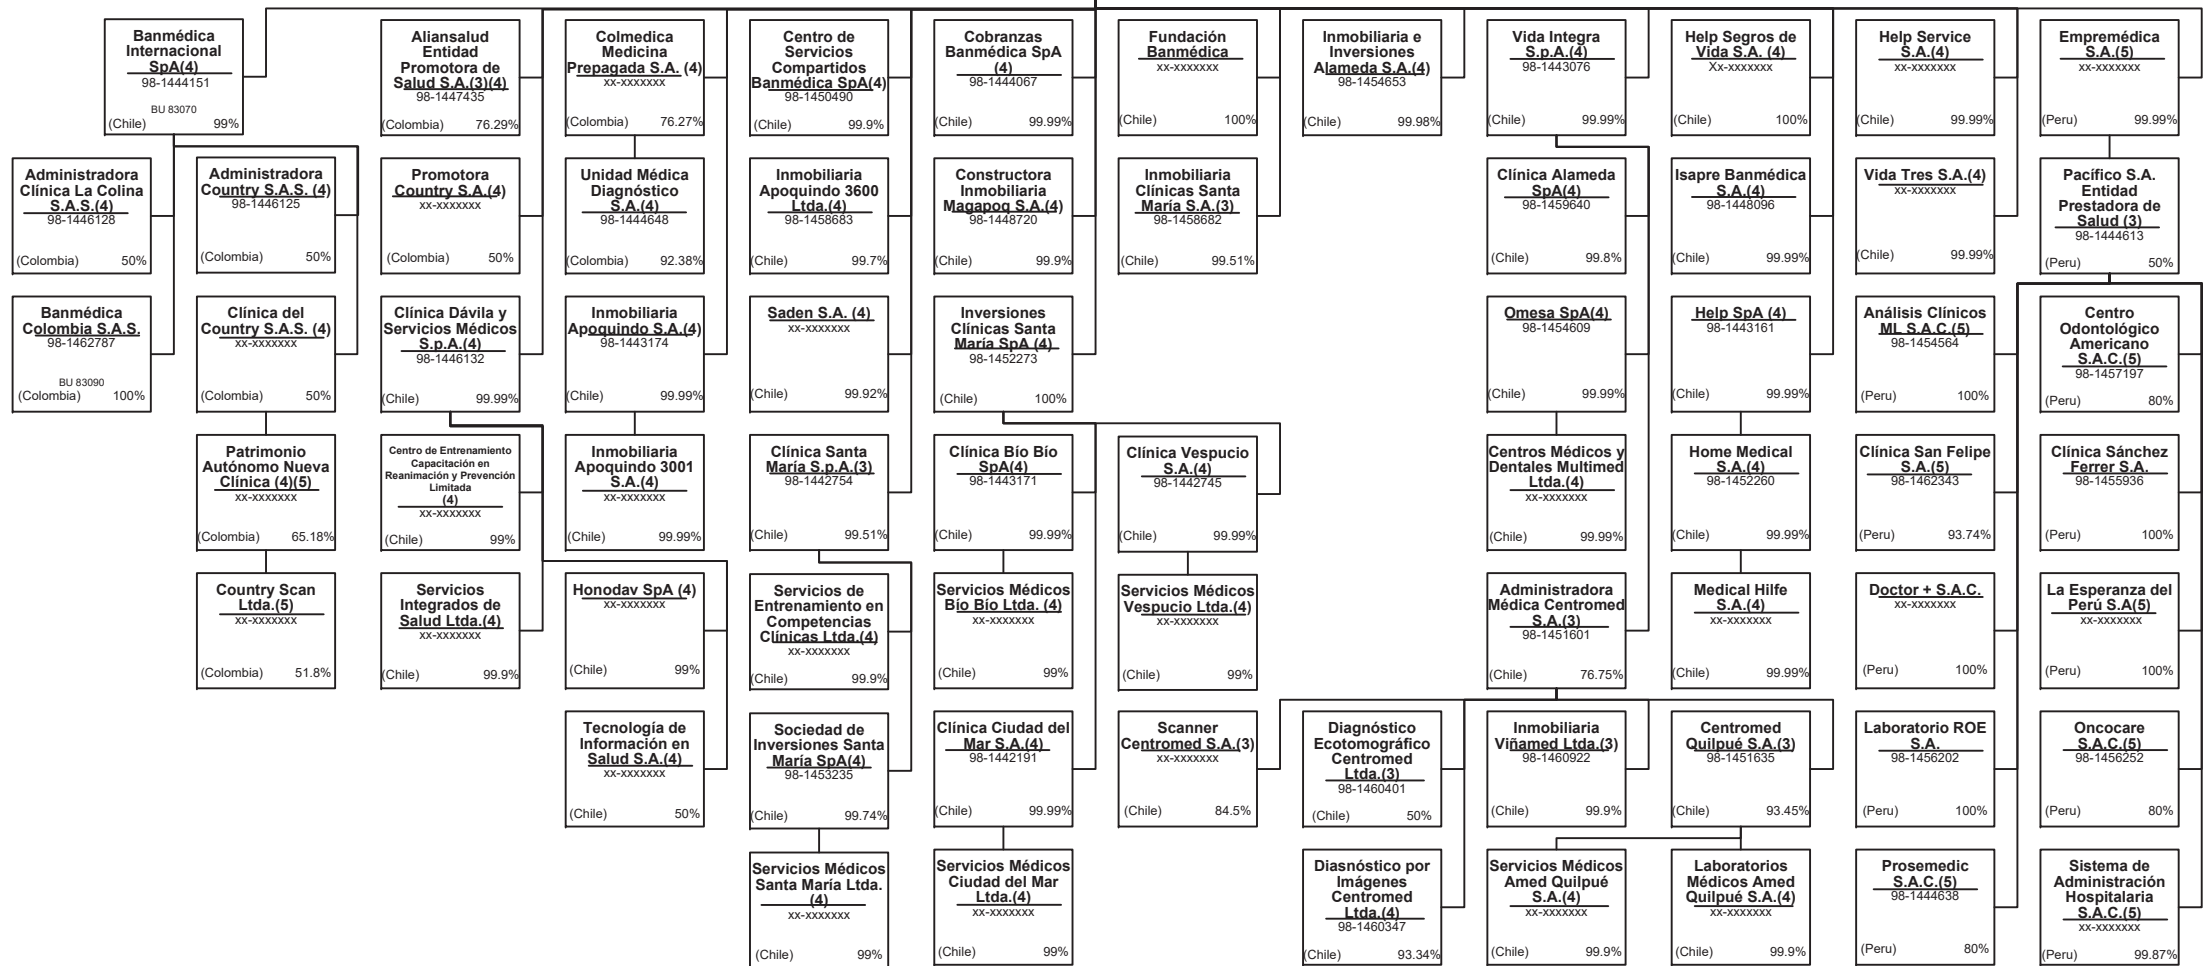 Banmédica
Internacional
SpA(4)
98-1444151
BU 83070
(Chile) 99%
Aliansalud
Entidad
Promotora de
Salud S.A.(3)(4)
98-1447435
(Colombia) 76.29%
Colmedica
Medicina
Prepagada S.A. (4)
xx-xxxxxxx
(Colombia) 76.27%
Centro de
Servicios
Compartidos
Banmédica SpA(4)
98-1450490
(Chile) 99.9%
Cobranzas
Banmédica SpA
(4)
98-1444067
(Chile) 99.99%
Fundación
Banmédica
xx-xxxxxxx
(Chile) 100%
Inmobiliaria e
Inversiones
Alameda S.A.(4)
98-1454653
(Chile) 99.98%
Vida Integra
S.p.A.(4)
98-1443076
(Chile) 99.99%
Help Segros de
Vida S.A. (4)
Xx-xxxxxxx
(Chile) 100%
Help Service
S.A.(4)
xx-xxxxxxx
(Chile) 99.99%
Empremédica
S.A.(5)
xx-xxxxxxx
(Peru) 99.99%
Administradora
Clínica La Colina
S.A.S.(4)
98-1446128
(Colombia) 50%
Administradora
Country S.A.S. (4)
98-1446125
(Colombia) 50%
Promotora
Country S.A.(4)
xx-xxxxxxx
(Colombia) 50%
Unidad Médica
Diagnóstico
S.A.(4)
98-1444648
(Colombia) 92.38%
Inmobiliaria
Apoquindo 3600
Ltda.(4)
98-1458683
(Chile) 99.7%
Constructora
Inmobiliaria
Magapoq S.A.(4)
98-1448720
(Chile) 99.9%
Inmobiliaria
Clínicas Santa
María S.A.(3)
98-1458682
(Chile) 99.51%
Clínica Alameda
SpA(4)
98-1459640
(Chile) 99.8%
Isapre Banmédica
S.A.(4)
98-1448096
(Chile) 99.99%
Vida Tres S.A.(4)
xx-xxxxxxx
(Chile) 99.99%
Pacífico S.A.
Entidad
Prestadora de
Salud (3)
98-1444613
(Peru) 50%
Banmédica
Colombia S.A.S.
98-1462787
BU 83090
(Colombia) 100%
Clínica del
Country S.A.S. (4)
xx-xxxxxxx
(Colombia) 50%
Clínica Dávila y
Servicios Médicos
S.p.A.(4)
98-1446132
(Chile) 99.99%
Inmobiliaria
Apoquindo S.A.(4)
98-1443174
(Chile) 99.99%
Saden S.A. (4)
xx-xxxxxxx
(Chile) 99.92%
Inversiones
Clínicas Santa
María SpA (4)
98-1452273
(Chile) 100%
Omesa SpA(4)
98-1454609
(Chile) 99.99%
Help SpA (4)
98-1443161
(Chile) 99.99%
Análisis Clínicos
ML S.A.C.(5)
98-1454564
(Peru) 100%
Centro
Odontológico
Americano
S.A.C.(5)
98-1457197
(Peru) 80%
Patrimonio
Autónomo Nueva
Clínica (4)(5)
xx-xxxxxxx
(Colombia) 65.18%
Centro de Entrenamiento
Capacitación en
Reanimación y Prevención
Limitada
(4)
xx-xxxxxxx
(Chile) 99%
Inmobiliaria
Apoquindo 3001
S.A.(4)
xx-xxxxxxx
(Chile) 99.99%
Clínica Santa
María S.p.A.(3)
98-1442754
(Chile) 99.51%
Clínica Bío Bío
SpA(4)
98-1443171
(Chile) 99.99%
Clínica Vespucio
S.A.(4)
98-1442745
(Chile) 99.99%
Centros Médicos y
Dentales Multimed
Ltda.(4)
xx-xxxxxxx
(Chile) 99.99%
Home Medical
S.A.(4)
98-1452260
(Chile) 99.99%
Clínica San Felipe
S.A.(5)
98-1462343
(Peru) 93.74%
Clínica Sánchez
Ferrer S.A.
98-1455936
(Peru) 100%
Country Scan
Ltda.(5)
xx-xxxxxxx
(Colombia) 51.8%
Servicios
Integrados de
Salud Ltda.(4)
xx-xxxxxxx
(Chile) 99.9%
Honodav SpA (4)
xx-xxxxxxx
(Chile) 99%
Servicios de
Entrenamiento en
Competencias
Clínicas Ltda.(4)
xx-xxxxxxx
(Chile) 99.9%
Servicios Médicos
Bío Bío Ltda. (4)
xx-xxxxxxx
(Chile) 99%
Servicios Médicos
Vespucio Ltda.(4)
xx-xxxxxxx
(Chile) 99%
Administradora
Médica Centromed
S.A.(3)
98-1451601
(Chile) 76.75%
Medical Hilfe
S.A.(4)
xx-xxxxxxx
(Chile) 99.99%
Doctor + S.A.C.
xx-xxxxxxx
(Peru) 100%
La Esperanza del
Perú S.A(5)
xx-xxxxxxx
(Peru) 100%
Tecnología de
Información en
Salud S.A.(4)
xx-xxxxxxx
(Chile) 50%
Sociedad de
Inversiones Santa
María SpA(4)
98-1453235
(Chile) 99.74%
Clínica Ciudad del
Mar S.A.(4)
98-1442191
(Chile) 99.99%
Scanner
Centromed S.A.(3)
xx-xxxxxxx
(Chile) 84.5%
Diagnóstico
Ecotomográfico
Centromed
Ltda.(3)
98-1460401
(Chile) 50%
Inmobiliaria
Viñamed Ltda.(3)
98-1460922
(Chile) 99.9%
Centromed
Quilpué S.A.(3)
98-1451635
(Chile) 93.45%
Laboratorio ROE
S.A.
98-1456202
(Peru) 100%
Oncocare
S.A.C.(5)
98-1456252
(Peru) 80%
Servicios Médicos
Santa María Ltda.
(4)
xx-xxxxxxx
(Chile) 99%
Servicios Médicos
Ciudad del Mar
Ltda.(4)
xx-xxxxxxx
(Chile) 99%
Diasnóstico por
Imágenes
Centromed
Ltda.(4)
98-1460347
(Chile) 93.34%
Servicios Médicos
Amed Quilpué
S.A.(4)
xx-xxxxxxx
(Chile) 99.9%
Laboratorios
Médicos Amed
Quilpué S.A.(4)
xx-xxxxxxx
(Chile) 99.9%
Prosemedic
S.A.C.(5)
98-1444638
(Peru) 80%
Sistema de
Administración
Hospitalaria
S.A.C.(5)
xx-xxxxxxx
(Peru) 99.87%